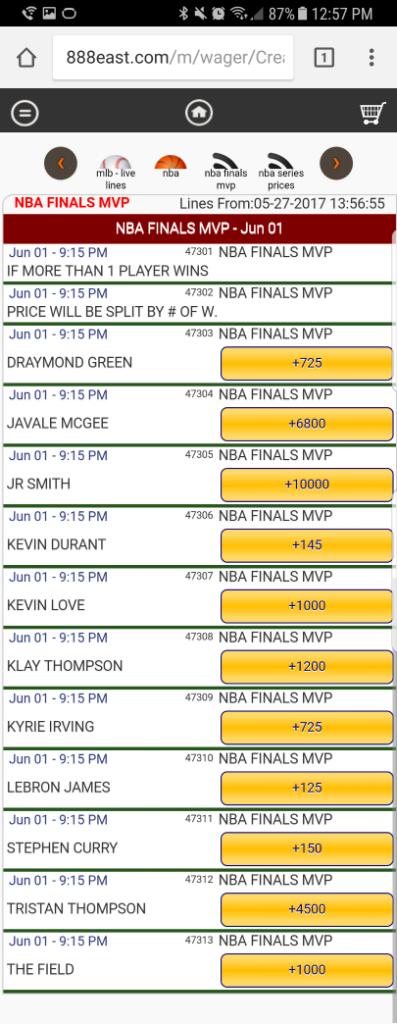 87% 12:57 PM
888east.com/m/wager/Crea
1
mlb - live lines
nba
nba finals mvp
nba series prices
NBA FINALS MVP Lines From:05-27-2017 13:56:55
NBA FINALS MVP - Jun 01
Jun 01 - 9:15 PM 47301 NBA FINALS MVP
IF MORE THAN 1 PLAYER WINS
Jun 01 - 9:15 PM 47302 NBA FINALS MVP
PRICE WILL BE SPLIT BY # OF W.
Jun 01 - 9:15 PM 47303 NBA FINALS MVP
DRAYMOND GREEN +725
Jun 01 - 9:15 PM 47304 NBA FINALS MVP
JAVALE MCGEE +6800
Jun 01 - 9:15 PM 47305 NBA FINALS MVP
JR SMITH +10000
Jun 01 - 9:15 PM 47306 NBA FINALS MVP
KEVIN DURANT +145
Jun 01 - 9:15 PM 47307 NBA FINALS MVP
KEVIN LOVE +1000
Jun 01 - 9:15 PM 47308 NBA FINALS MVP
KLAY THOMPSON +1200
Jun 01 - 9:15 PM 47309 NBA FINALS MVP
KYRIE IRVING +725
Jun 01 - 9:15 PM 47310 NBA FINALS MVP
LEBRON JAMES +125
Jun 01 - 9:15 PM 47311 NBA FINALS MVP
STEPHEN CURRY +150
Jun 01 - 9:15 PM 47312 NBA FINALS MVP
TRISTAN THOMPSON +4500
Jun 01 - 9:15 PM 47313 NBA FINALS MVP
THE FIELD +1000